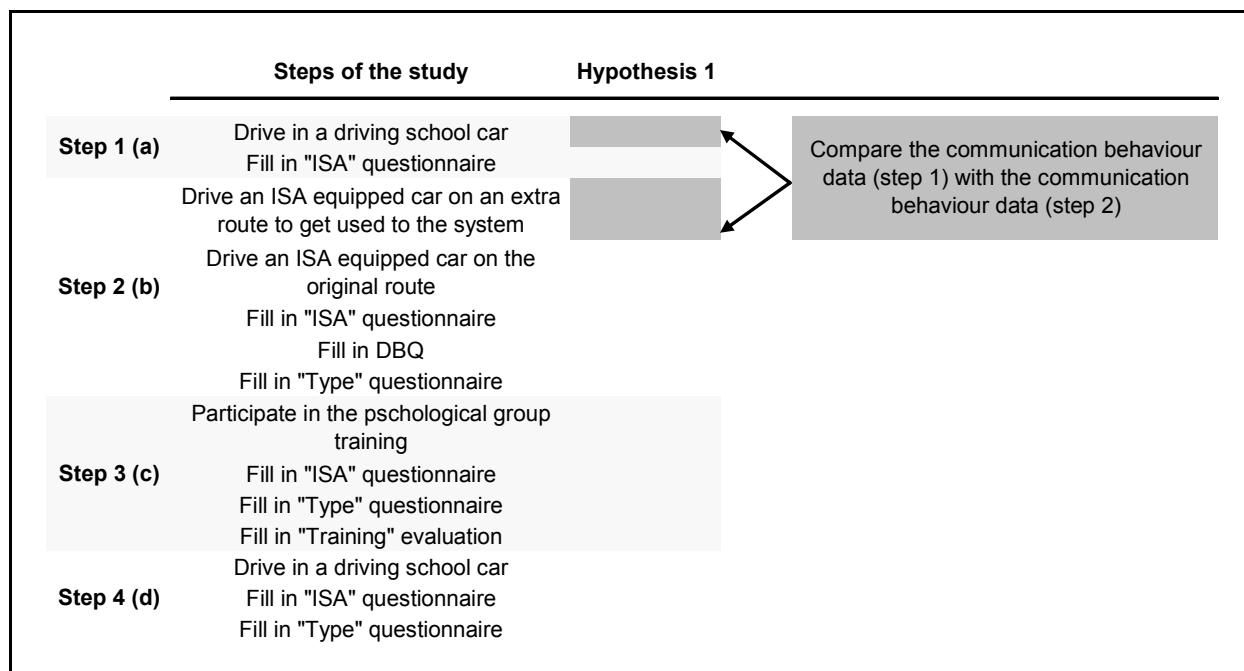 Steps of the study Hypothesis 1
Step 1 (a)
Drive in a driving school car
Fill in "ISA" questionnaire
Compare the communication behaviour
data (step 1) with the communication
behaviour data (step 2)
Step 2 (b)
Drive an ISA equipped car on an extra
route to get used to the system
Drive an ISA equipped car on the
original route
Fill in "ISA" questionnaire
Fill in DBQ
Fill in "Type" questionnaire
Step 3 (c)
Participate in the pschological group
training
Fill in "ISA" questionnaire
Fill in "Type" questionnaire
Fill in "Training" evaluation
Step 4 (d)
Drive in a driving school car
Fill in "ISA" questionnaire
Fill in "Type" questionnaire